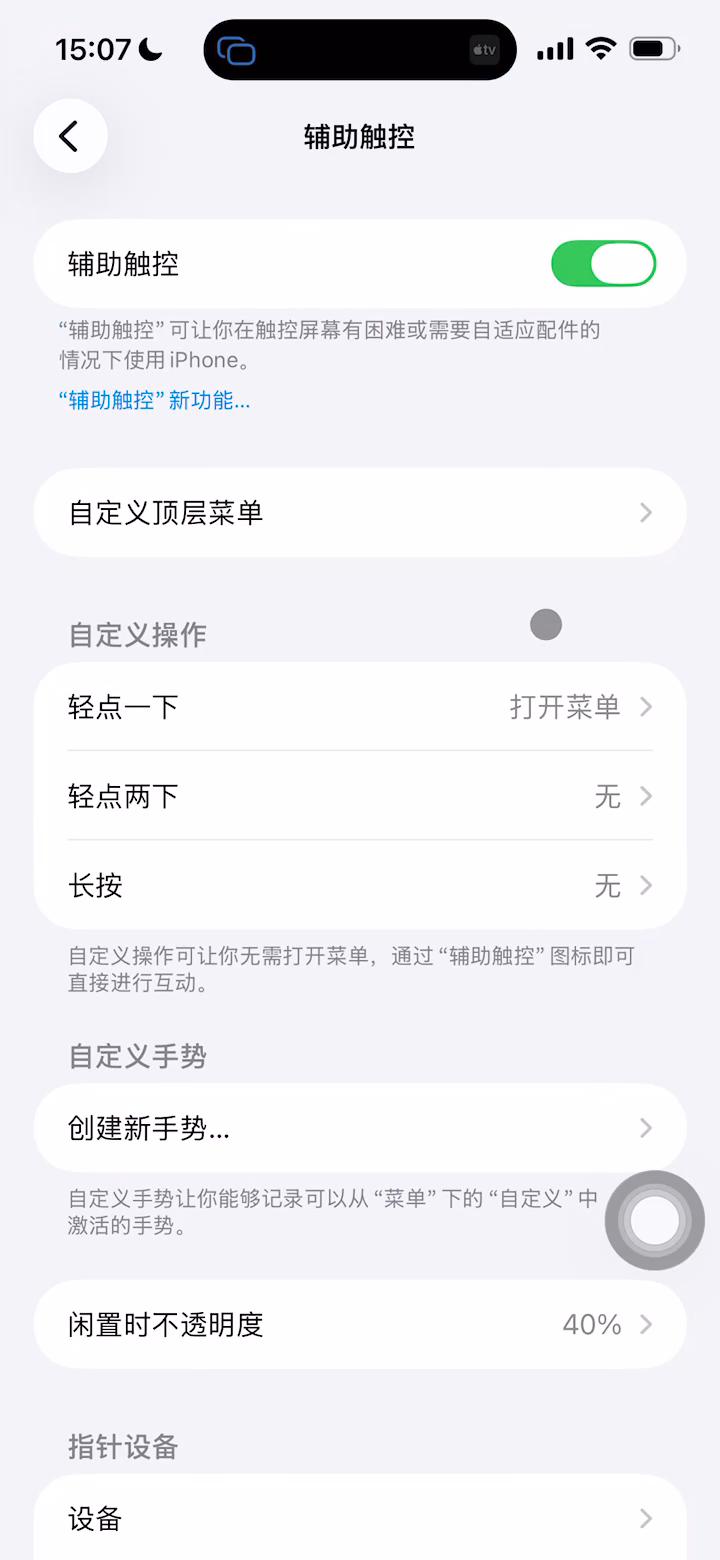 15:07
tv
辅助触控
辅助触控
“辅助触控”可让你在触控屏幕有困难或需要自适应配件的
情况下使用 iPhone。
“辅助触控”新功能...
自定义顶层菜单
自定义操作
轻点一下 打开菜单
轻点两下 无
长按 无
自定义操作可让你无需打开菜单，通过“辅助触控”图标即可
直接进行互动。
自定义手势
创建新手势...
自定义手势让你能够记录可以从“菜单”下的“自定义”中
激活的手势。
闲置时不透明度 40%
指针设备
设备